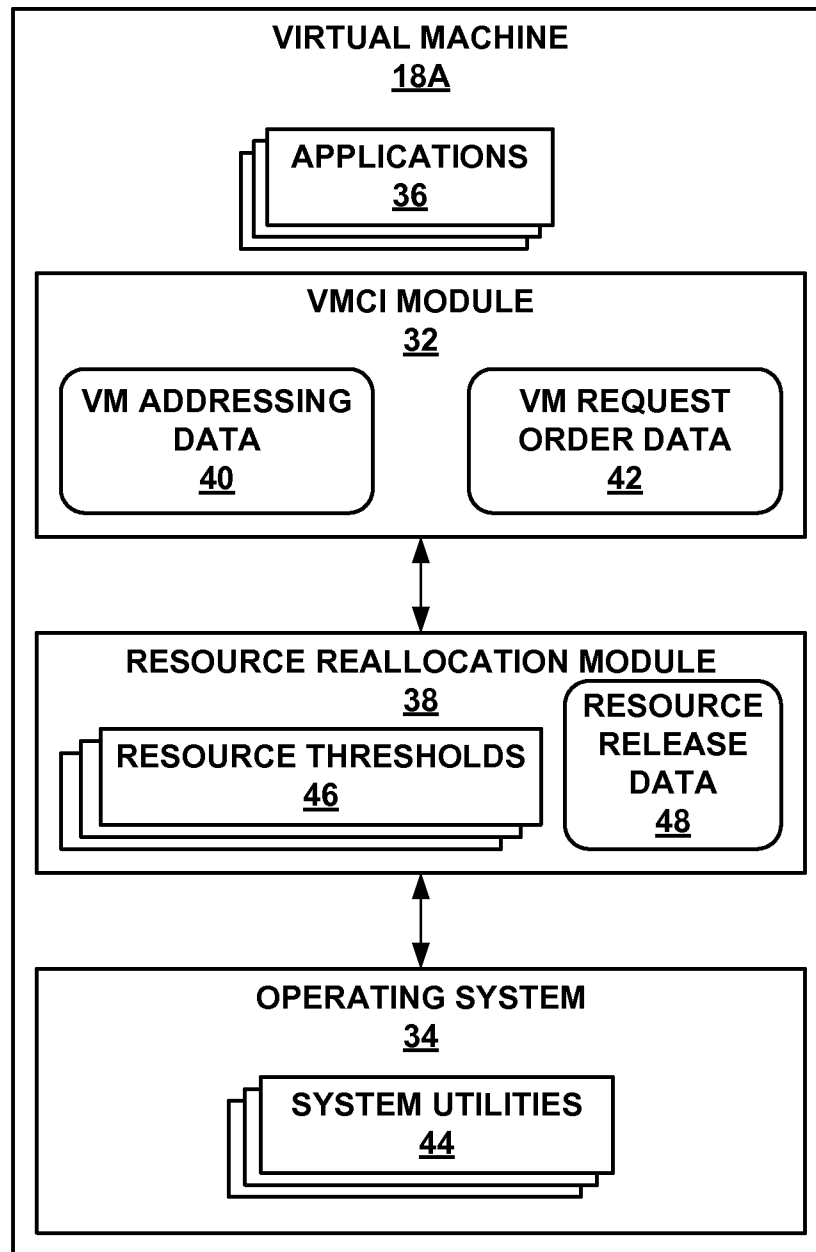 VIRTUAL MACHINE
18A
APPLICATIONS
36
VMCI MODULE
32
VM ADDRESSING
DATA
40
VM REQUEST
ORDER DATA
42
RESOURCE REALLOCATION MODULE
38
RESOURCE THRESHOLDS
46
RESOURCE
RELEASE
DATA
48
OPERATING SYSTEM
34
SYSTEM UTILITIES
44